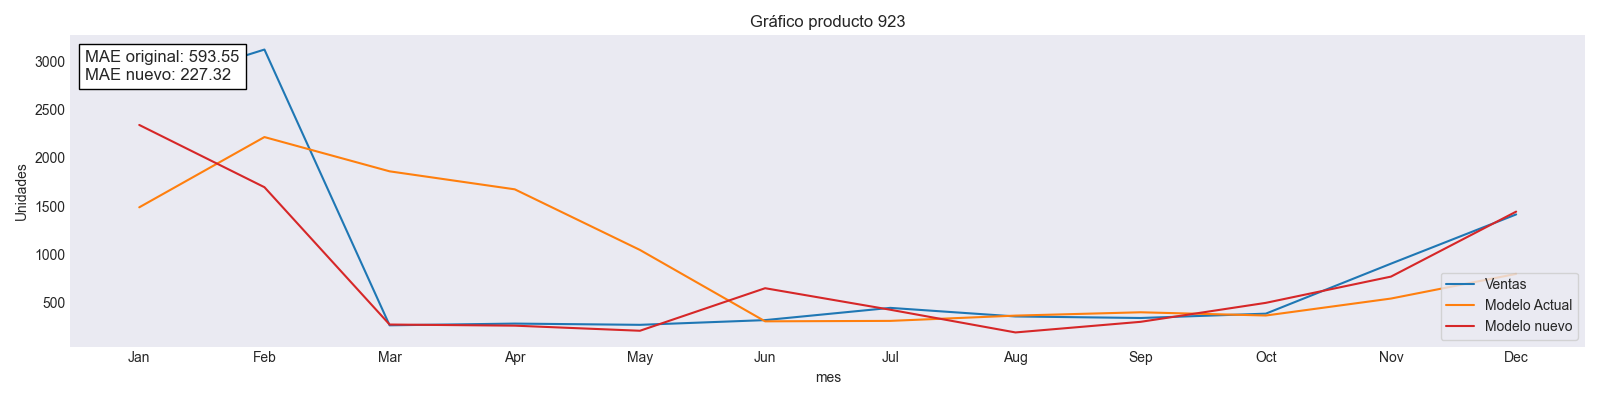 Gráfico producto 923
MAE original: 593.55
MAE nuevo: 227.32
3000
2500
2000
1500
1000
500
Unidades
Jan Feb Mar Apr May Jun Jul Aug Sep Oct Nov Dec
mes
Ventas
Modelo Actual
Modelo nuevo